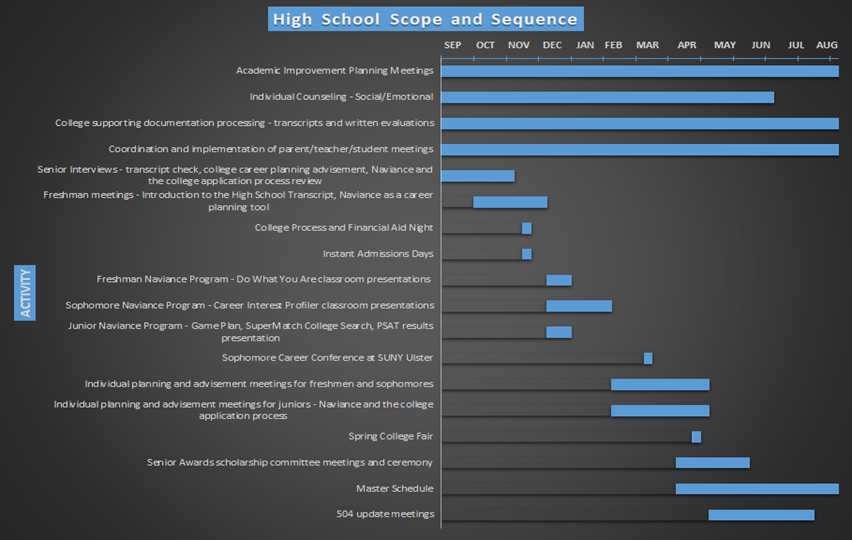 High School Scope and Sequence
SEP OCT NOV DEC JAN FEB MAR APR MAY JUN JUL AUG
Academic Improvement Planning Meetings
Individual Counseling - Social/Emotional
College supporting documentation processing - transcripts and written evaluations
Coordination and implementation of parent/teacher/student meetings
Senior Interviews - transcript check, college career planning advisement, Naviance and
the college application process review
Freshman meetings - Introduction to the High School Transcript, Naviance as a career
planning tool
College Process and Financial Aid Night
Instant Admissions Days
ACTIVITY
Freshman Naviance Program - Do What You Are classroom presentations
Sophomore Naviance Program - Career Interest Profiler classroom presentations
Junior Naviance Program - Game Plan, SuperMatch College Search, PSAT results
presentation
Sophomore Career Conference at SUNY Ulster
Individual planning and advisement meetings for freshmen and sophomores
Individual planning and advisement meetings for juniors - Naviance and the college
application process
Spring College Fair
Senior Awards scholarship committee meetings and ceremony
Master Schedule
504 update meetings